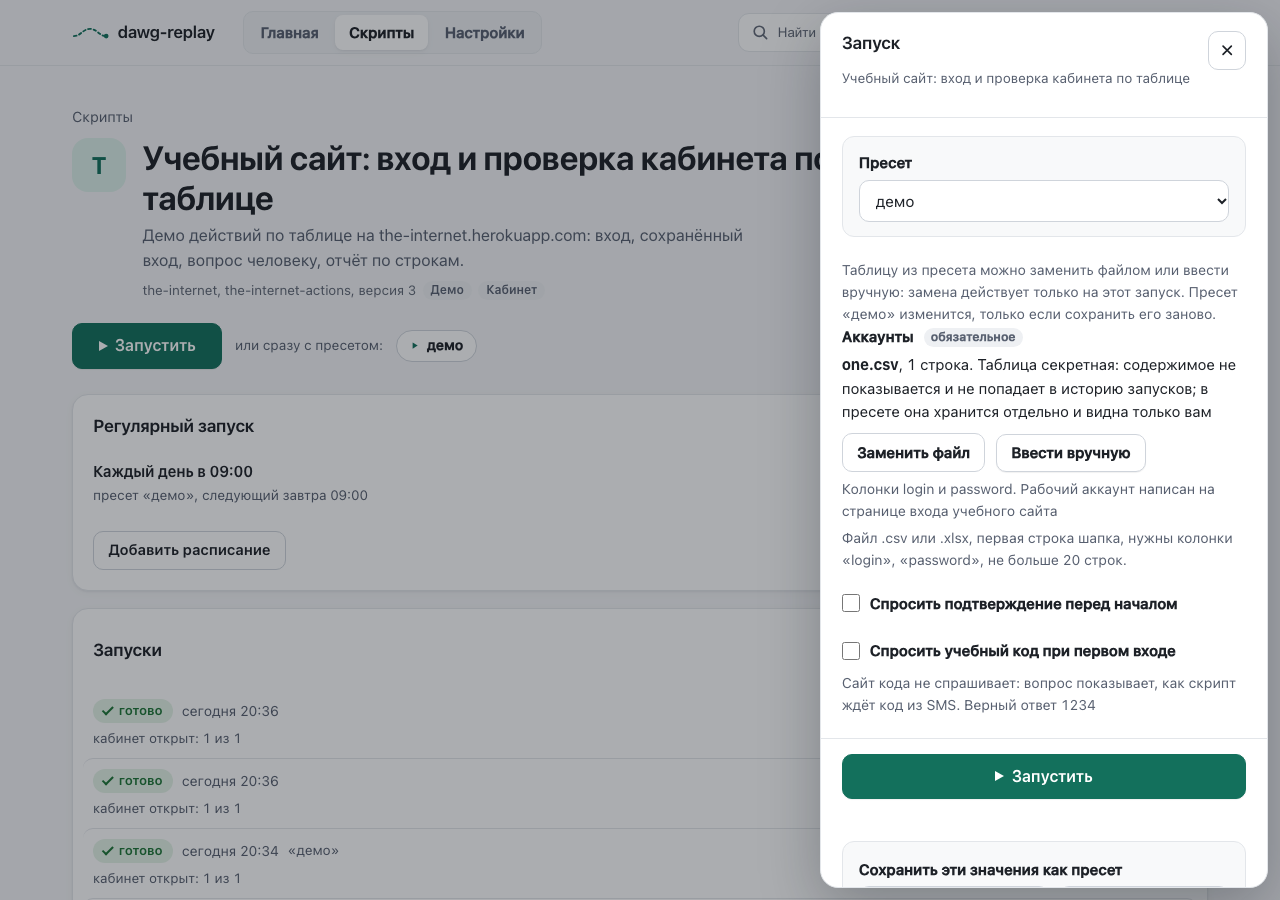 dawg-replay
Главная
Скрипты
Настройки
Найти
Скрипты
Т
Учебный сайт: вход и проверка кабинета по
таблице
Демо действий по таблице на the-internet.herokuapp.com: вход, сохранённый
вход, вопрос человеку, отчёт по строкам.
the-internet, the-internet-actions, версия 3 Демо Кабинет
Запустить
или сразу с пресетом:
демо
Регулярный запуск
Каждый день в 09:00
пресет «демо», следующий завтра 09:00
Добавить расписание
Запуски
готово сегодня 20:36
кабинет открыт: 1 из 1
готово сегодня 20:36
кабинет открыт: 1 из 1
готово сегодня 20:34 «демо»
кабинет открыт: 1 из 1
Запуск
Учебный сайт: вход и проверка кабинета по таблице
Пресет
демо
Таблицу из пресета можно заменить файлом или ввести
вручную: замена действует только на этот запуск. Пресет
«демо» изменится, только если сохранить его заново.
Аккаунты обязательное
one.csv, 1 строка. Таблица секретная: содержимое не
показывается и не попадает в историю запусков; в
пресете она хранится отдельно и видна только вам
Заменить файл
Ввести вручную
Колонки login и password. Рабочий аккаунт написан на
странице входа учебного сайта
Файл .csv или .xlsx, первая строка шапка, нужны колонки
«login», «password», не больше 20 строк.
Спросить подтверждение перед началом
Спросить учебный код при первом входе
Сайт кода не спрашивает: вопрос показывает, как скрипт
ждёт код из SMS. Верный ответ 1234
Запустить
Сохранить эти значения как пресет